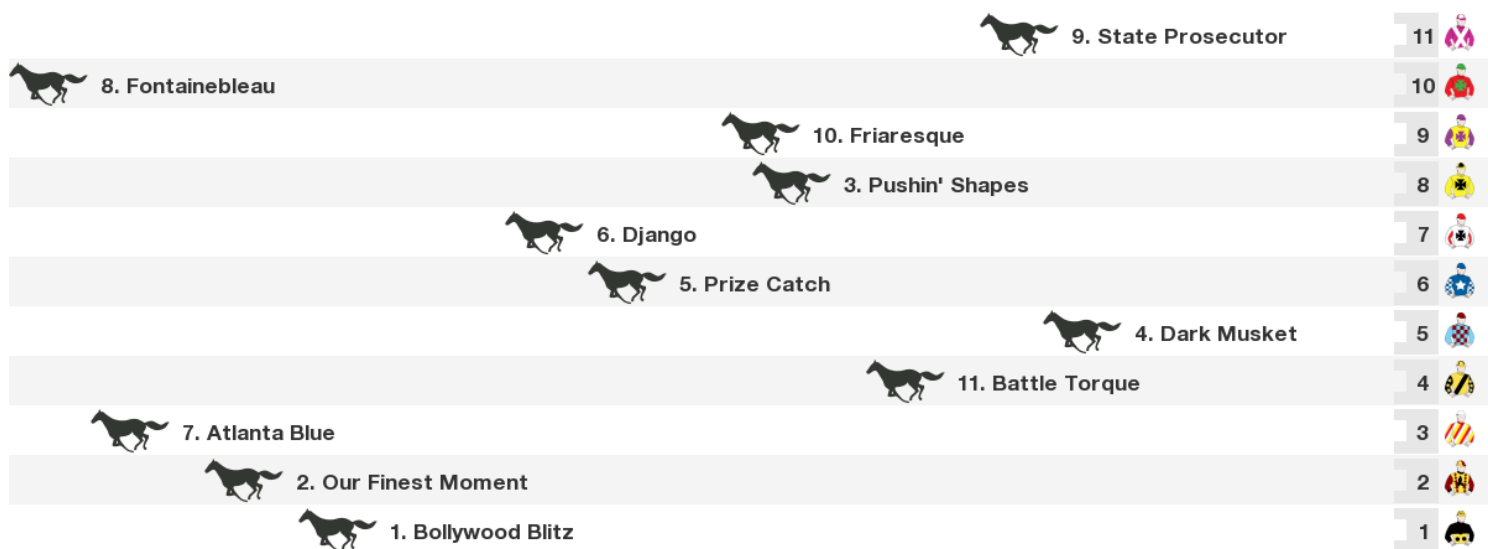 9. State Prosecutor 11
8. Fontainebleau 10
10. Friaresque 9
3. Pushin' Shapes 8
6. Django 7
5. Prize Catch 6
4. Dark Musket 5
11. Battle Torque 4
7. Atlanta Blue 3
2. Our Finest Moment 2
1. Bollywood Blitz 1